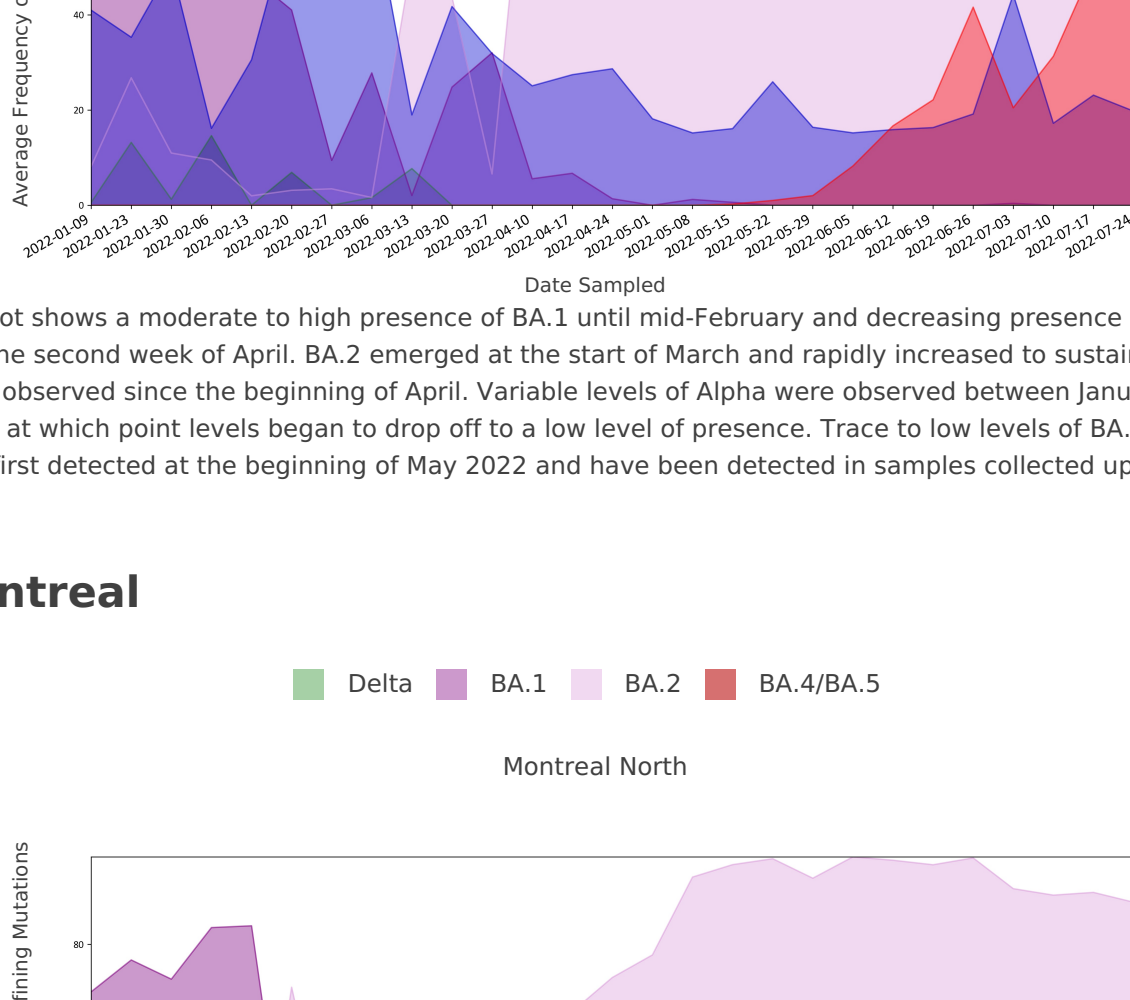 40
Average Frequency o
20
0
2022-01-09 2022-01-23 2022-01-30 2022-02-06 2022-02-13 2022-02-20 2022-02-27 2022-03-06 2022-03-13 2022-03-20 2022-03-27 2022-04-10 2022-04-17 2022-04-24 2022-05-01 2022-05-08 2022-05-15 2022-05-22 2022-05-29 2022-06-05 2022-06-12 2022-06-19 2022-06-26 2022-07-03 2022-07-10 2022-07-17 2022-07-24
Date Sampled
ot shows a moderate to high presence of BA.1 until mid-February and decreasing presence
he second week of April. BA.2 emerged at the start of March and rapidly increased to sustain
observed since the beginning of April. Variable levels of Alpha were observed between Janu
at which point levels began to drop off to a low level of presence. Trace to low levels of BA.
irst detected at the beginning of May 2022 and have been detected in samples collected up
ntreal
Delta BA.1 BA.2 BA.4/BA.5
Montreal North
fining Mutations
80